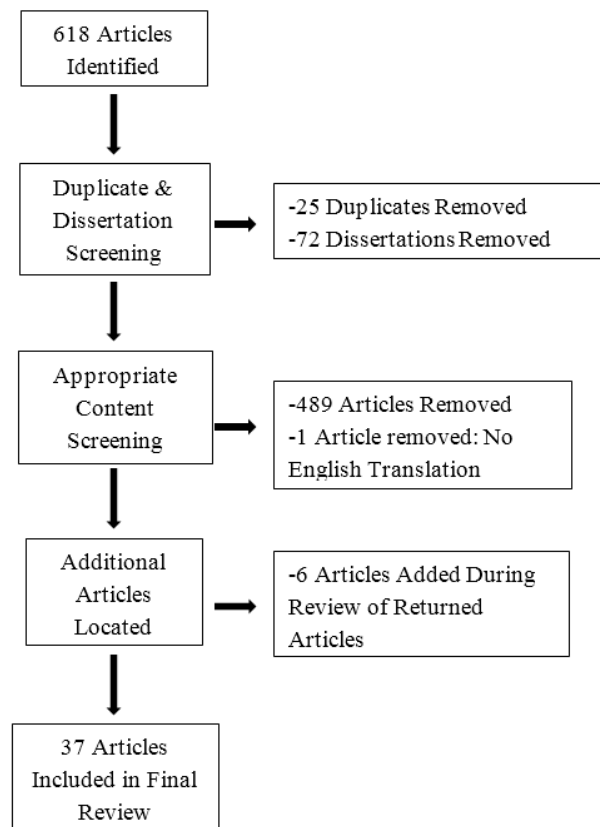 618 Articles
Identified
Duplicate &
Dissertation
Screening
-25 Duplicates Removed
-72 Dissertations Removed
Appropriate
Content
Screening
-489 Articles Removed
-1 Article removed: No
English Translation
Additional
Articles
Located
-6 Articles Added During
Review of Returned
Articles
37 Articles
Included in Final
Review